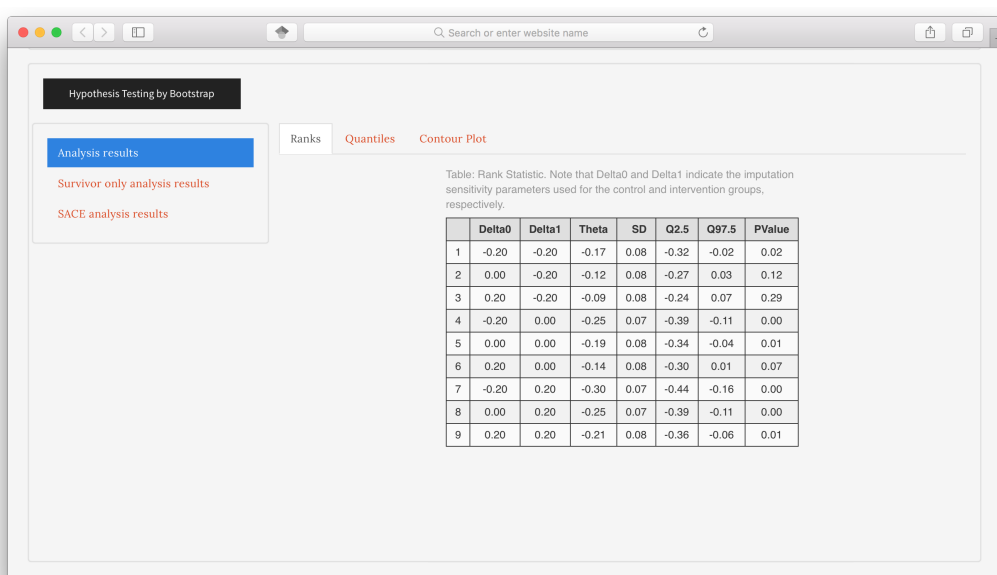 Search or enter website name
Hypothesis Testing by Bootstrap
Analysis results
Survivor only analysis results
SACE analysis results
Ranks Quantiles Contour Plot
Table: Rank Statistic. Note that Delta0 and Delta1 indicate the imputation
sensitivity parameters used for the control and intervention groups,
respectively.
Delta0 Delta1 Theta SD Q2.5 Q97.5 PValue
1 -0.20 -0.20 -0.17 0.08 -0.32 -0.02 0.02
2 0.00 -0.20 -0.12 0.08 -0.27 0.03 0.12
3 0.20 -0.20 -0.09 0.08 -0.24 0.07 0.29
4 -0.20 0.00 -0.25 0.07 -0.39 -0.11 0.00
5 0.00 0.00 -0.19 0.08 -0.34 -0.04 0.01
6 0.20 0.00 -0.14 0.08 -0.30 0.01 0.07
7 -0.20 0.20 -0.30 0.07 -0.44 -0.16 0.00
8 0.00 0.20 -0.25 0.07 -0.39 -0.11 0.00
9 0.20 0.20 -0.21 0.08 -0.36 -0.06 0.01